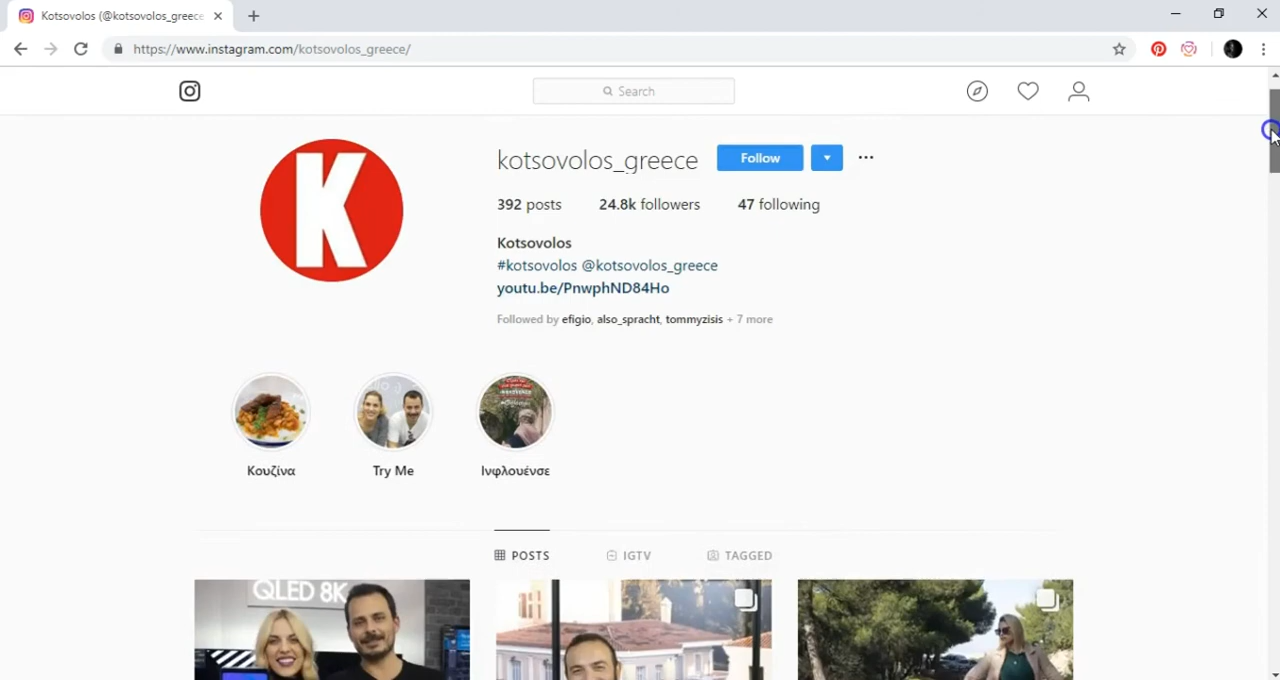 Kotsovolos (@kotsovolos_greece
https://www.instagram.com/kotsovolos_greece/
Search
K
kotsovolos_greece Follow
392 posts 24.8k followers 47 following
Kotsovolos
#kotsovolos @kotsovolos_greece
youtu.be/PnwphND84Ho
Followed by efigio, also_spracht, tommyzisis + 7 more
Κουζίνα Try Me Ινφλουένσε
POSTS IGTV TAGGED
QLED 8K